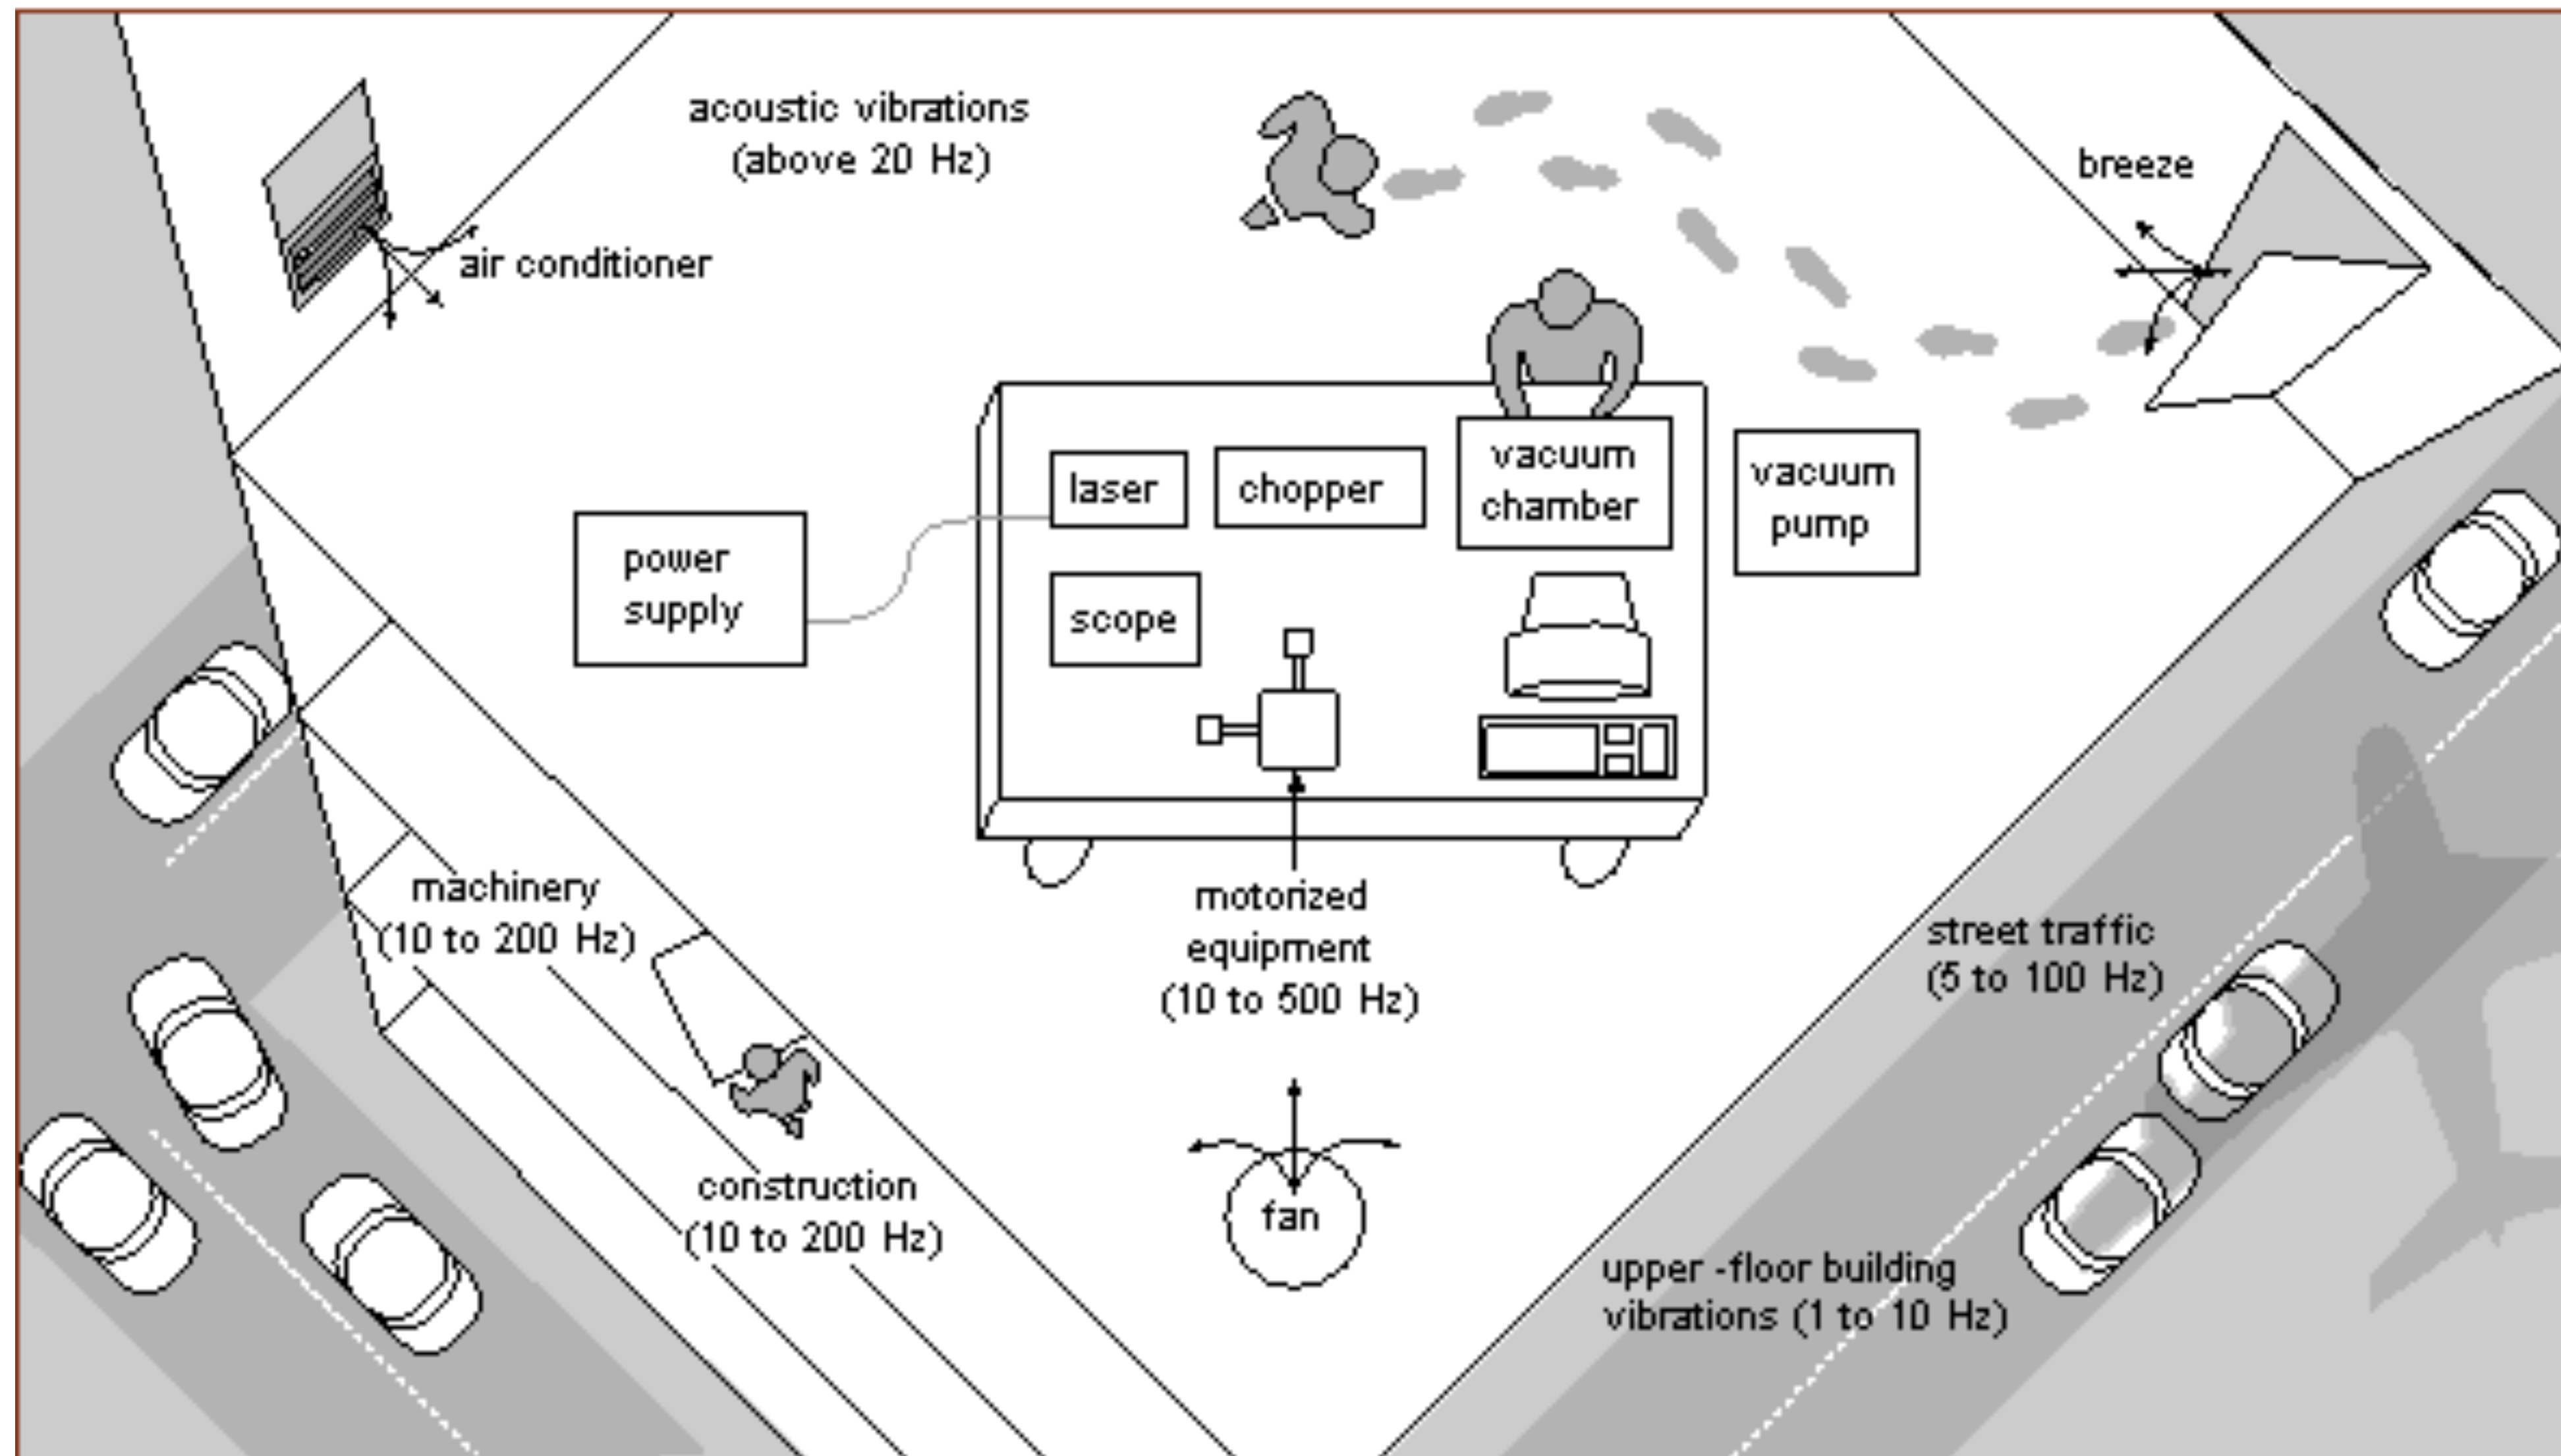 acoustic vibrations
(above 20 Hz)
breeze
air conditioner
laser
chopper
vacuum
chamber
vacuum
pump
power
supply
scope
machinery
(10 to 200 Hz)
motorized
equipment
(10 to 500 Hz)
street traffic
(5 to 100 Hz)
construction
(10 to 200 Hz)
fan
upper -floor building
vibrations (1 to 10 Hz)